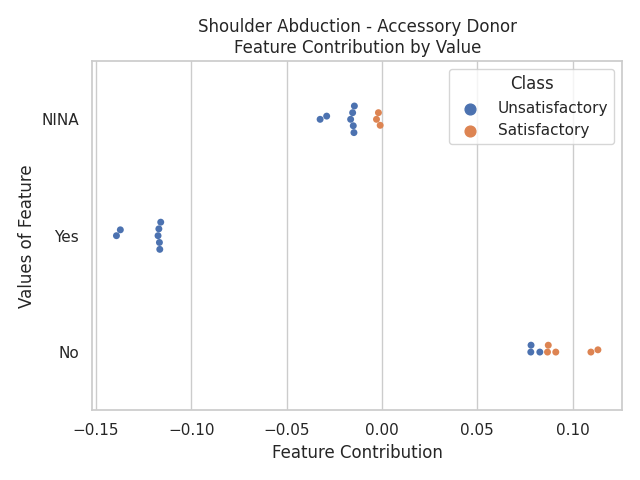 Shoulder Abduction - Accessory Donor
Feature Contribution by Value
Class
Unsatisfactory
Satisfactory
NINA
Yes
No
Values of Feature
−0.15
−0.10
−0.05
0.00
0.05
0.10
Feature Contribution